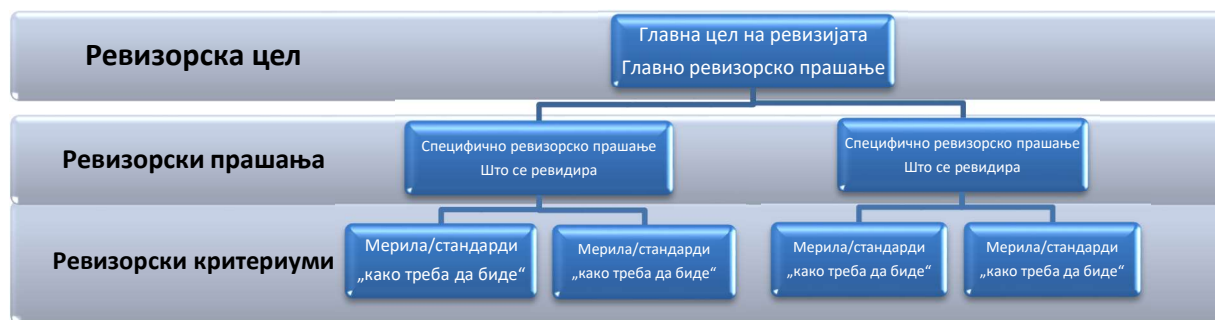 Ревизорска цел
Главна цел на ревизијата
Главно ревизорско прашање
Ревизорски прашања
Специфично ревизорско прашање
Што се ревидира
Специфично ревизорско прашање
Што се ревидира
Ревизорски критериуми
Мерила/стандарди
„како треба да биде“
Мерила/стандарди
„како треба да биде“
Мерила/стандарди
„како треба да биде“
Мерила/стандарди
„како треба да биде“